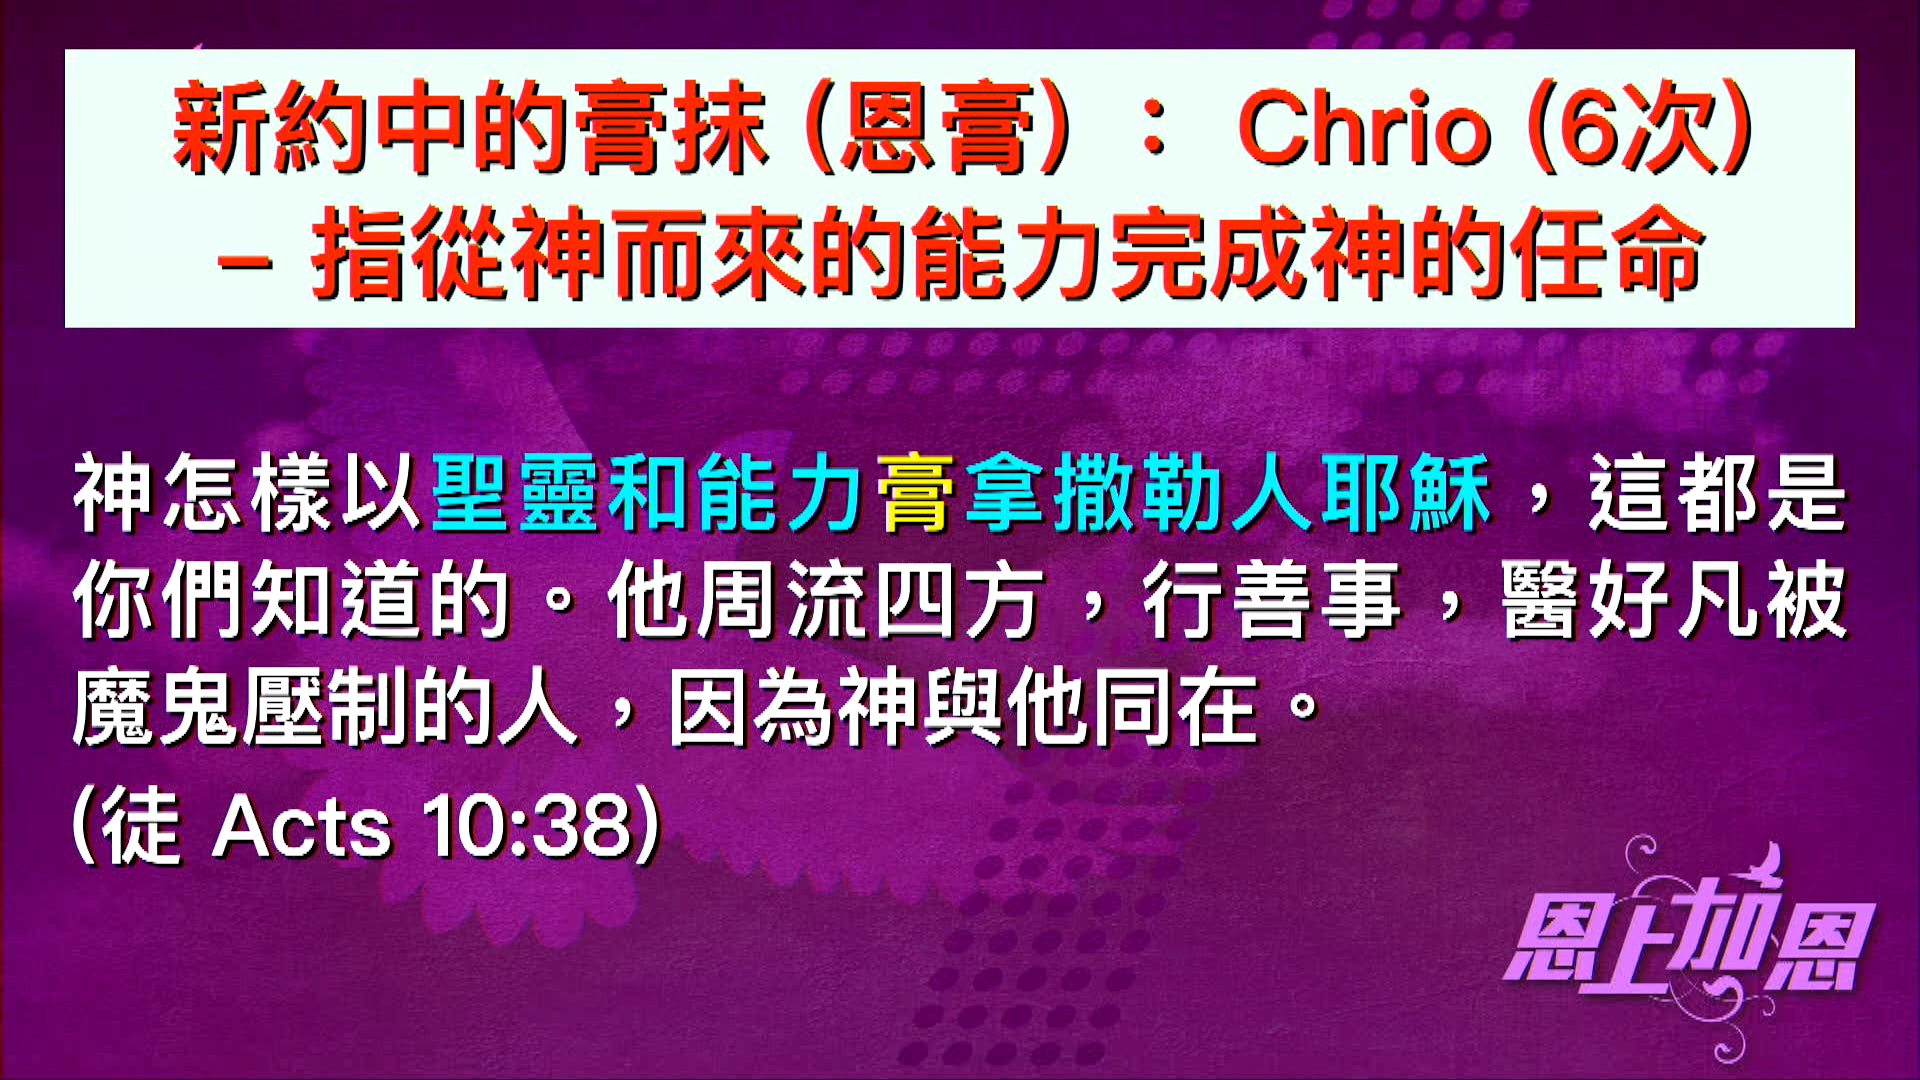 新約中的膏抹（恩膏）： Chrio (6次)
– 指從神而來的能力完成神的任命
神怎樣以聖靈和能力膏拿撒勒人耶穌，這都是
你們知道的。他周流四方，行善事，醫好凡被
魔鬼壓制的人，因為神與他同在。
(徒 Acts 10:38)
恩上加恩